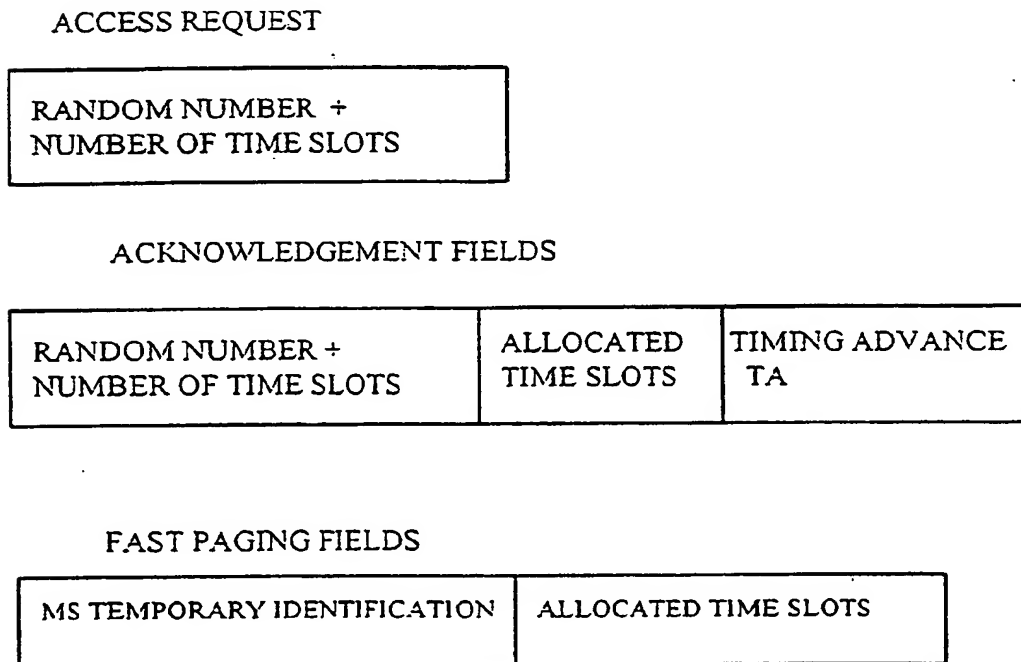 ACCESS REQUEST
RANDOM NUMBER ÷
NUMBER OF TIME SLOTS
ACKNOWLEDGEMENT FIELDS
RANDOM NUMBER ÷
NUMBER OF TIME SLOTS
ALLOCATED
TIME SLOTS
TIMING ADVANCE
TA
FAST PAGING FIELDS
MS TEMPORARY IDENTIFICATION
ALLOCATED TIME SLOTS